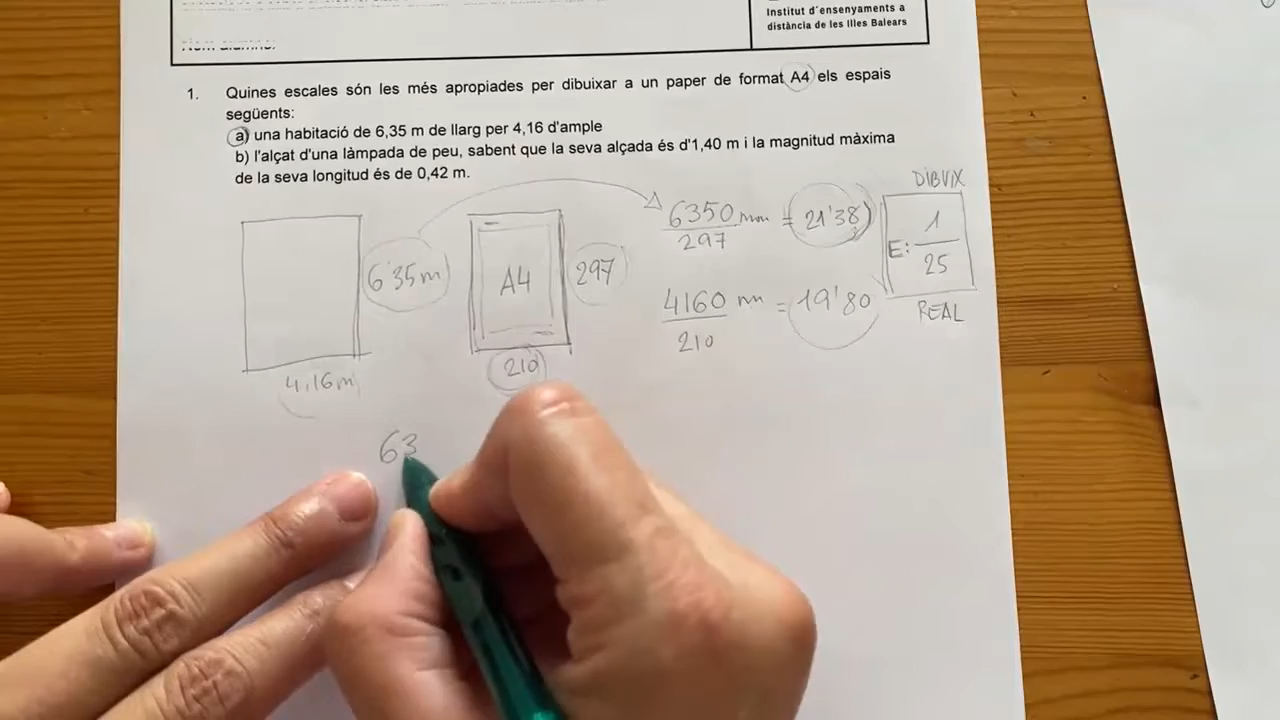 Institut d'ensenyaments a
distància de les Illes Balears
1. Quines escales són les més apropiades per dibuixar a un paper de format A4 els espais
següents:
a) una habitació de 6,35 m de llarg per 4,16 d'ample
b) l'alçat d'una làmpada de peu, sabent que la seva alçada és d'1,40 m i la magnitud màxima
de la seva longitud és de 0,42 m.
6'35m
4,16m
A4
297
210
6350 mm = 21'38
297
4160 m = 19'80
210
DIBUIX
E: 1
25
REAL
63